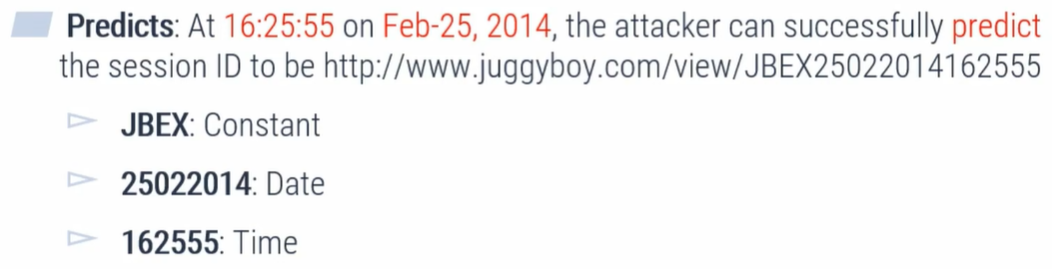 Predicts: At 16:25:55 on Feb-25, 2014, the attacker can successfully predict
the session ID to be http://www.juggyboy.com/view/JBEX25022014162555
JBEX: Constant
25022014: Date
162555: Time